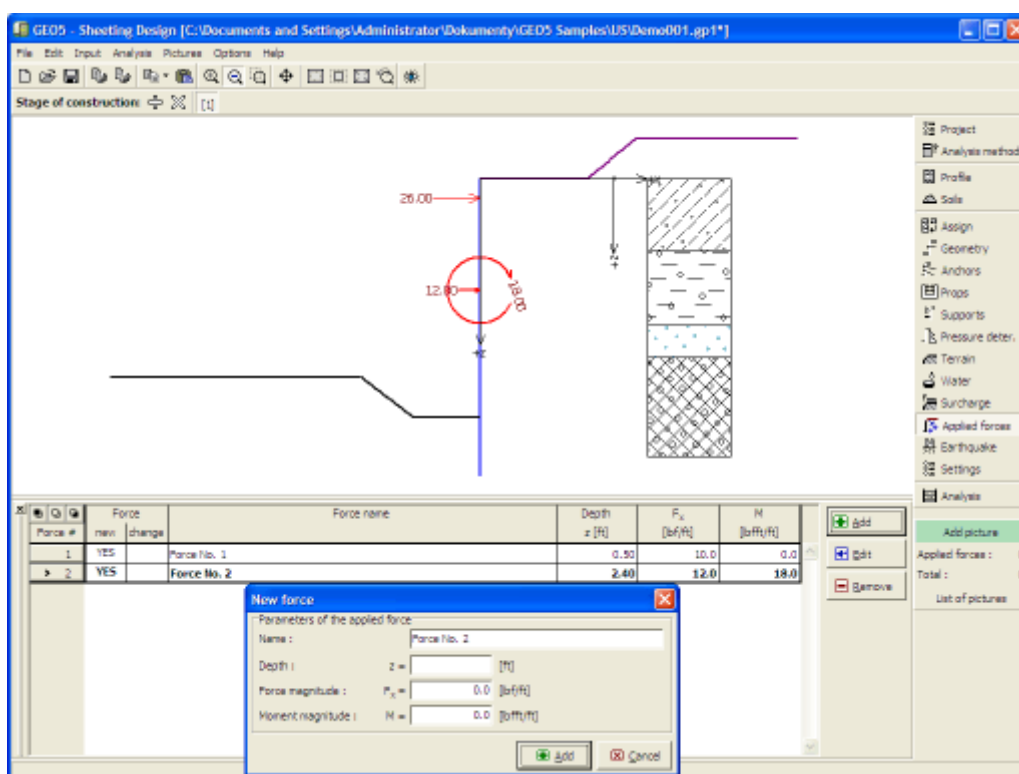 GEO5 - Sheeting Design [C:\Documents and Settings\Administrator\Dokumenty\GEO5 Samples\US\Demo001.gp1*]
File Edit Input Analysis Pictures Options Help
Stage of construction: [1]
Project
Analysis method
Profile
Soils
Assign
Geometry
Anchors
Props
Supports
Pressure deter.
Terrain
Water
Surcharge
Applied forces
Earthquake
Settings
Analysis
Add picture
Applied forces :
Total :
List of pictures
26.00
+x
+z
12.00
18.00
Force Force name Depth Fx M
Force # new change z [ft] [lbf/ft] [lbfft/ft]
1 YES Force No. 1 0.50 10.0 0.0
> 2 YES Force No. 2 2.40 12.0 18.0
Add
Edit
Remove
New force
Parameters of the applied force
Name : Force No. 2
Depth : z = [ft]
Force magnitude : Fx = 0.0 [lbf/ft]
Moment magnitude : M = 0.0 [lbfft/ft]
Add Cancel